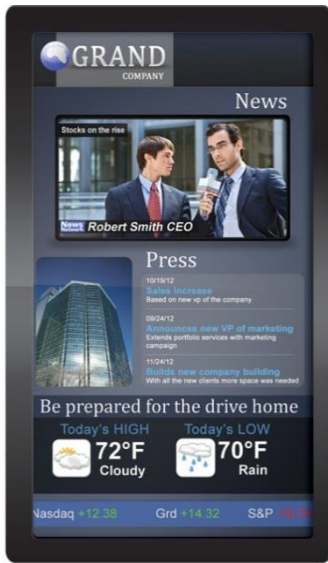 GRAND
COMPANY
News
Stocks on the rise
News
Network
Robert Smith CEO
Press
10/19/12
Sales Increase
Based on new vp of the company
09/24/12
Announces new VP of marketing
Extends portfolio services with marketing
campaign
11/24/12
Builds new company building
With all the new clients more space was needed
Be prepared for the drive home
Today's HIGH
72°F
Cloudy
Today's LOW
70°F
Rain
Nasdaq +12.38 Grd +14.32 S&P